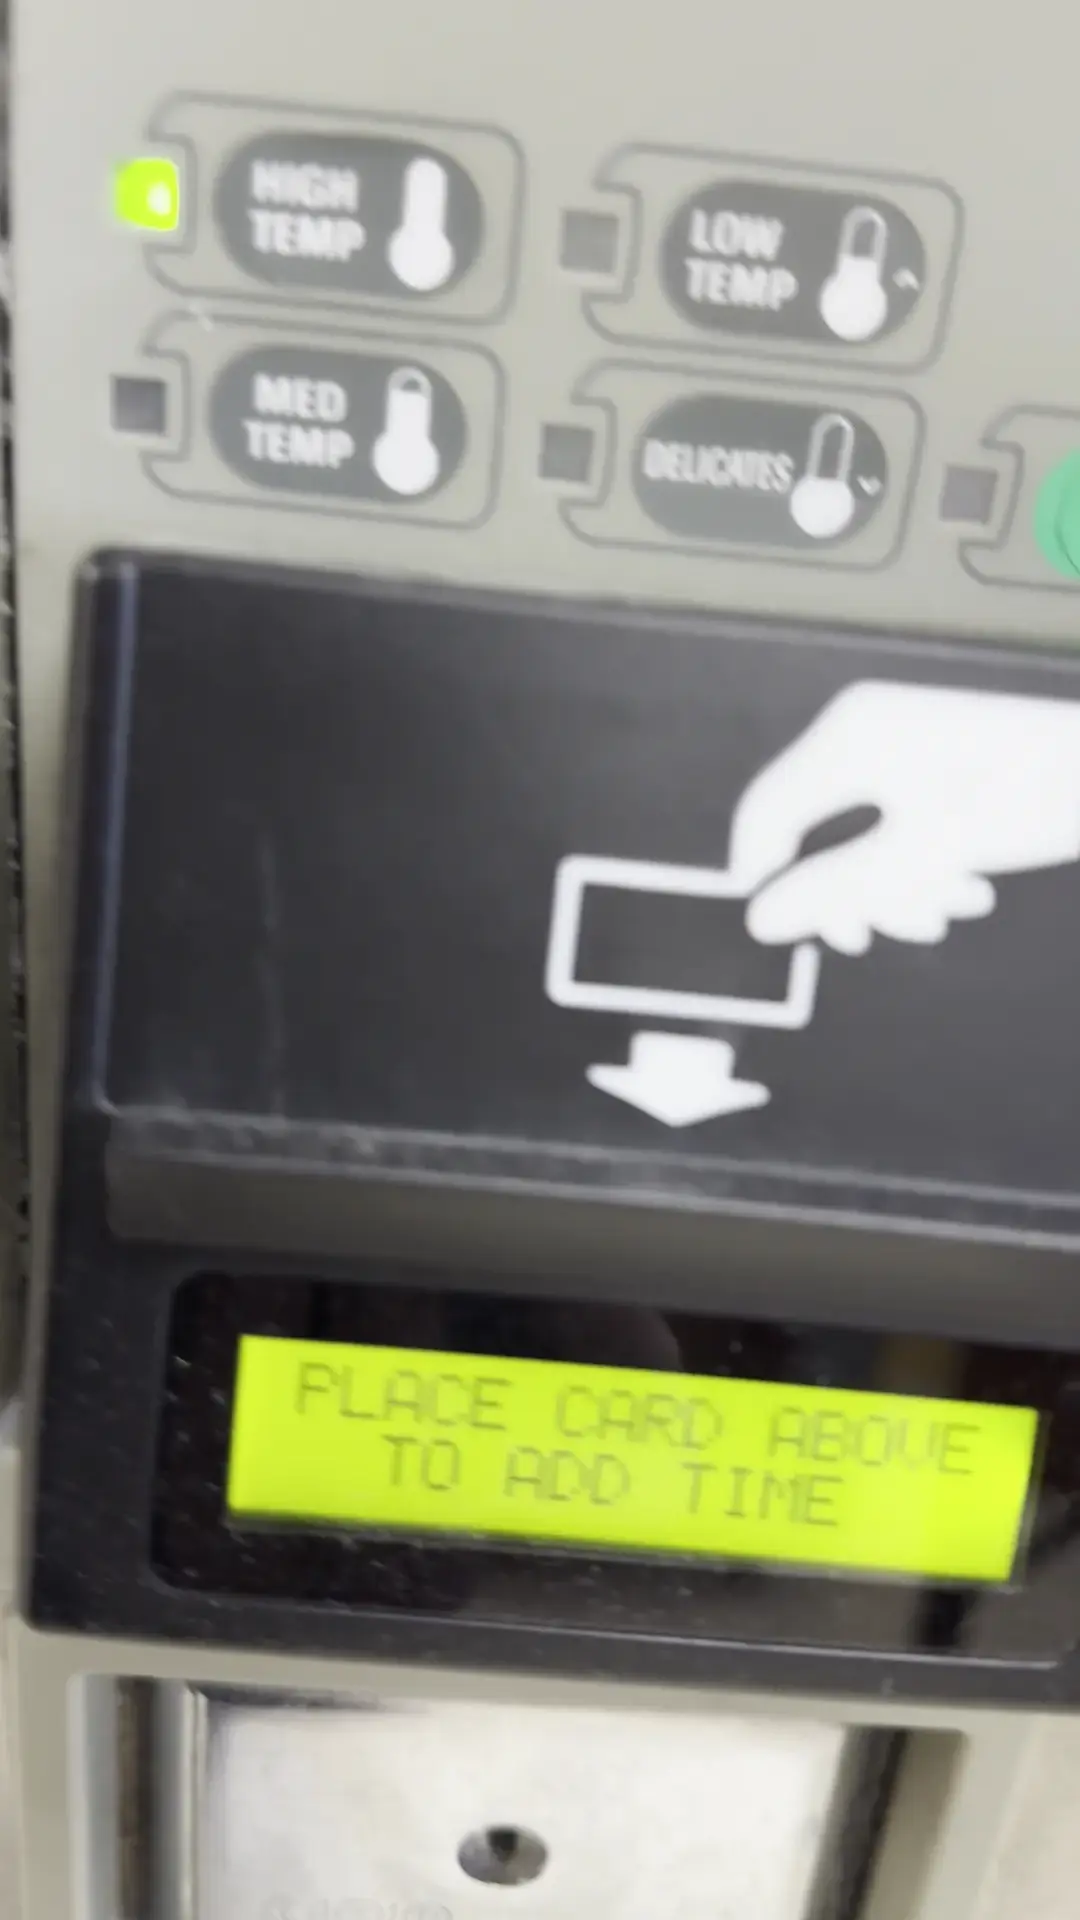 HIGH
TEMP
LOW
TEMP
MED
TEMP
DELICATES
PLACE CARD ABOVE
TO ADD TIME